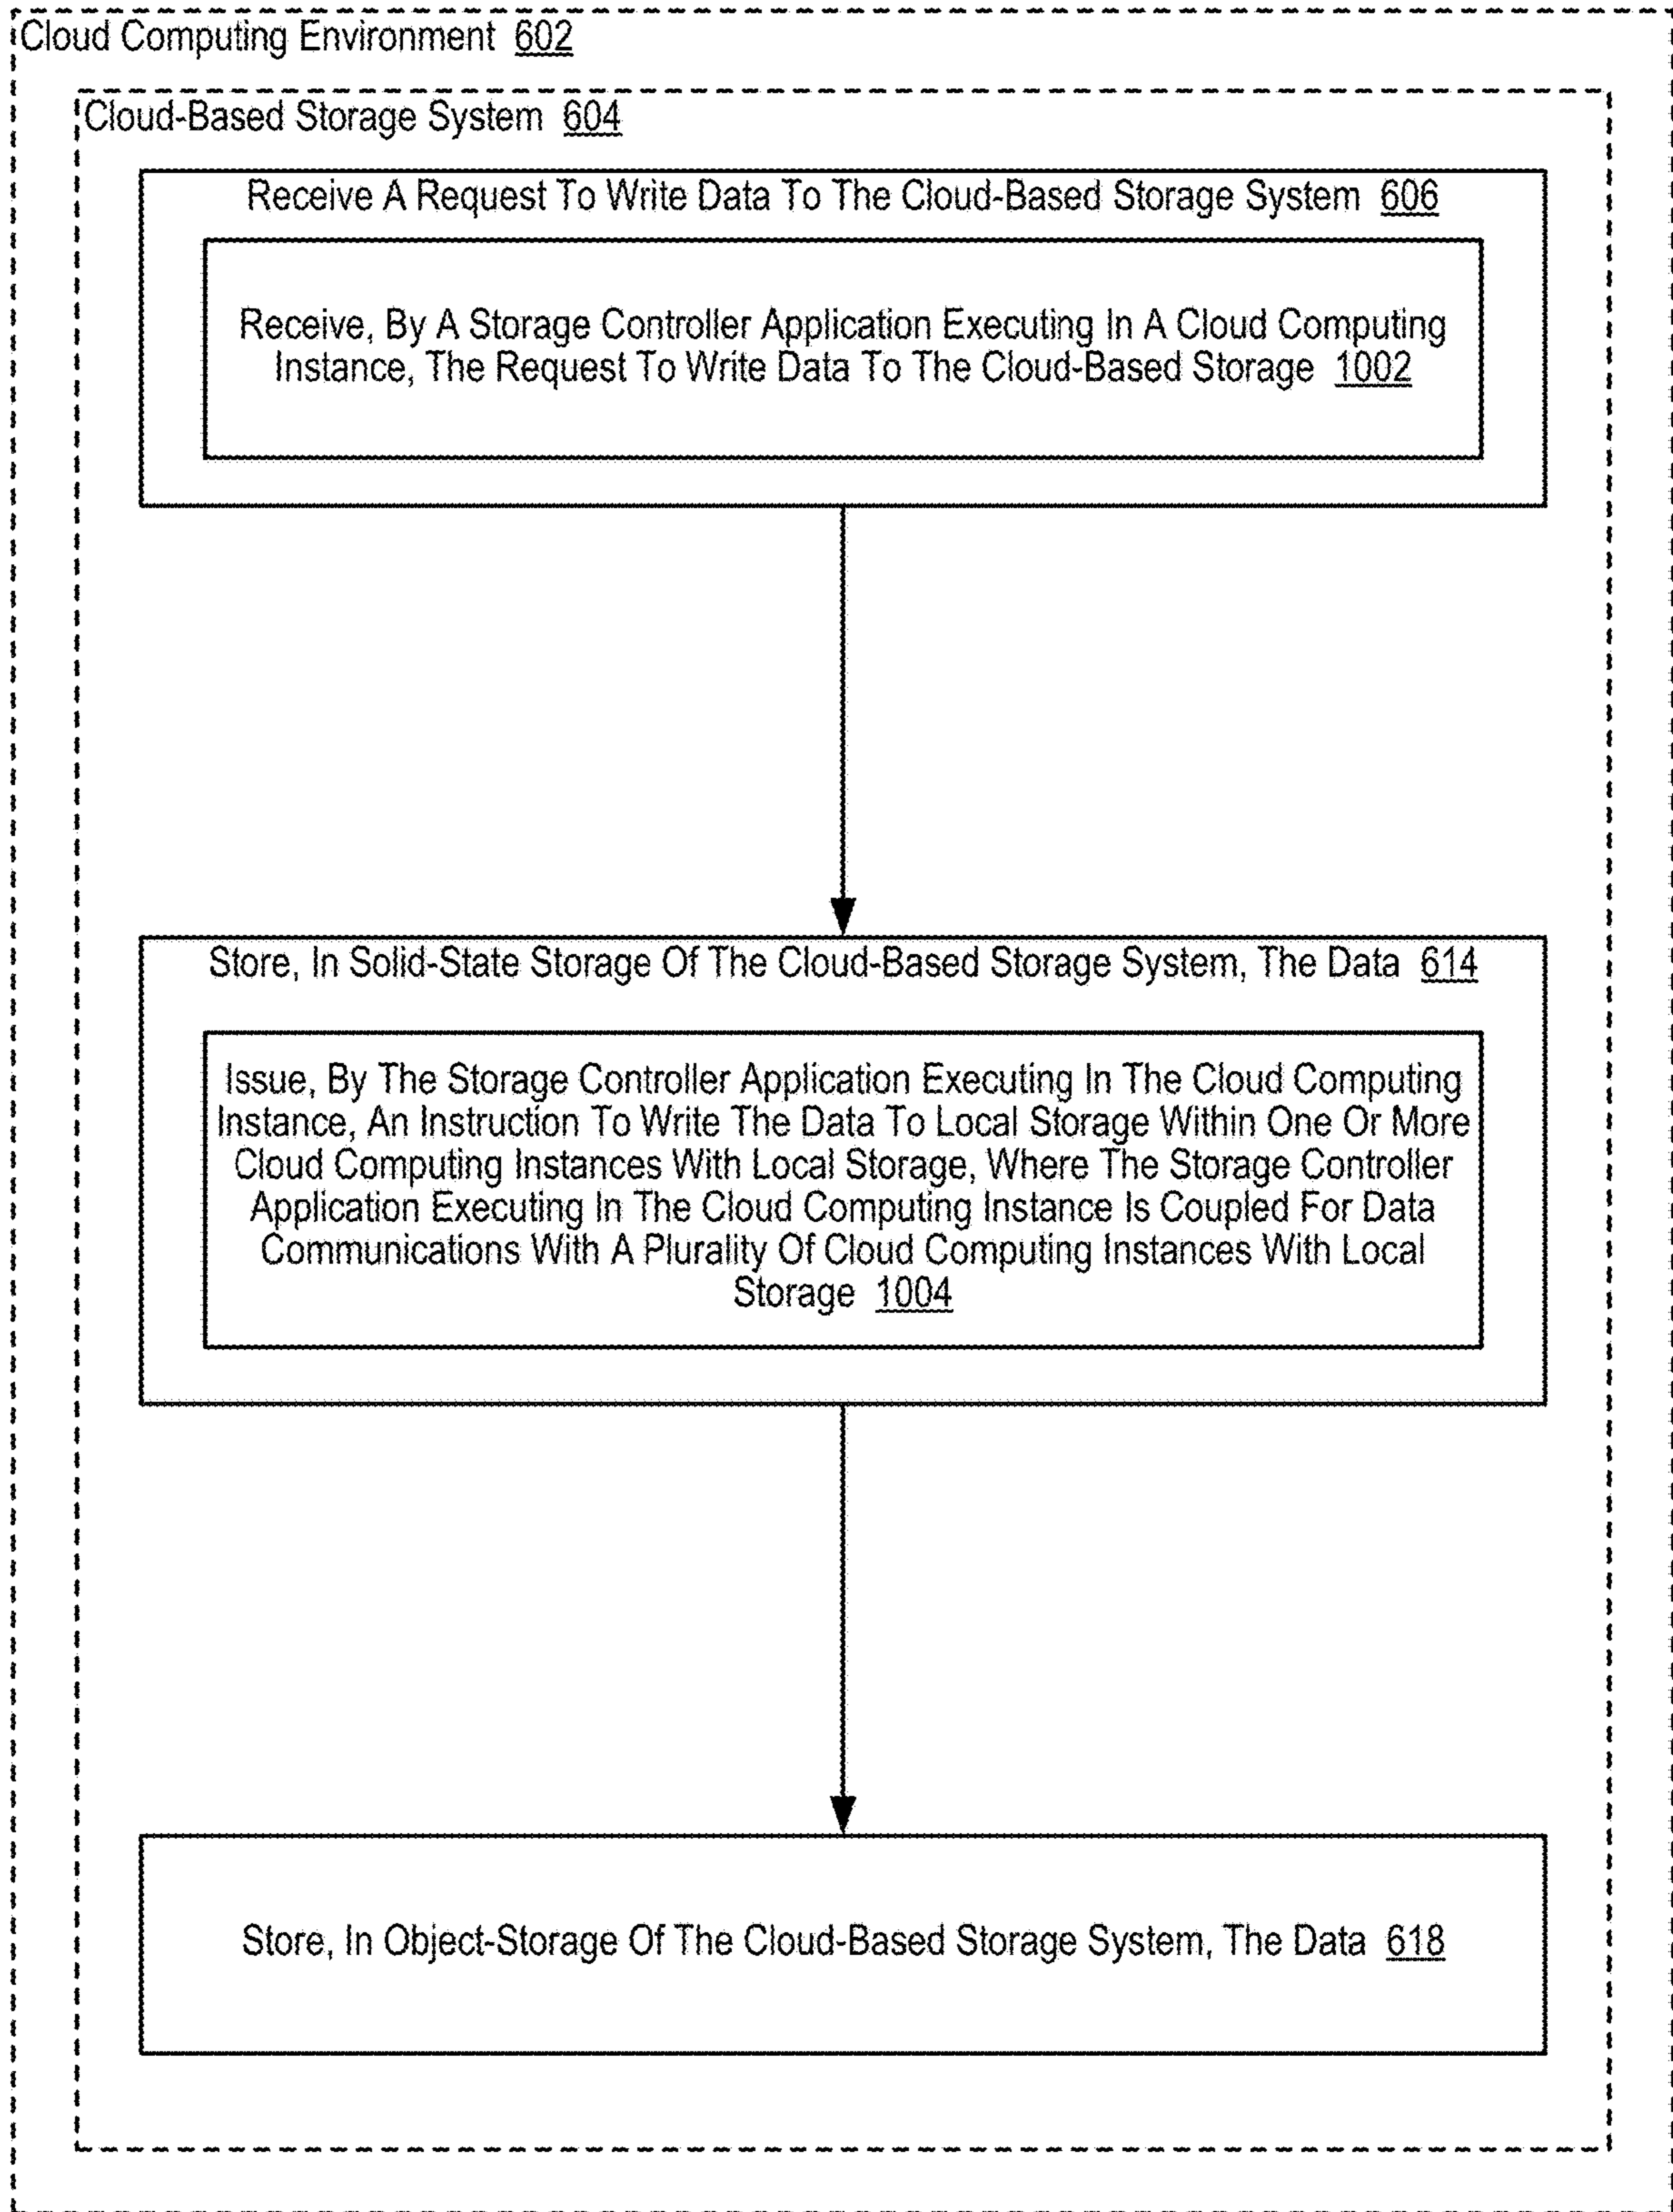 Cloud Computing Environment 602
Cloud-Based Storage System 604
Receive A Request To Write Data To The Cloud-Based Storage System 606
Receive, By A Storage Controller Application Executing In A Cloud Computing
Instance, The Request To Write Data To The Cloud-Based Storage 1002
Store, In Solid-State Storage Of The Cloud-Based Storage System, The Data 614
Issue, By The Storage Controller Application Executing In The Cloud Computing
Instance, An Instruction To Write The Data To Local Storage Within One Or More
Cloud Computing Instances With Local Storage, Where The Storage Controller
Application Executing In The Cloud Computing Instance Is Coupled For Data
Communications With A Plurality Of Cloud Computing Instances With Local
Storage 1004
Store, In Object-Storage Of The Cloud-Based Storage System, The Data 618